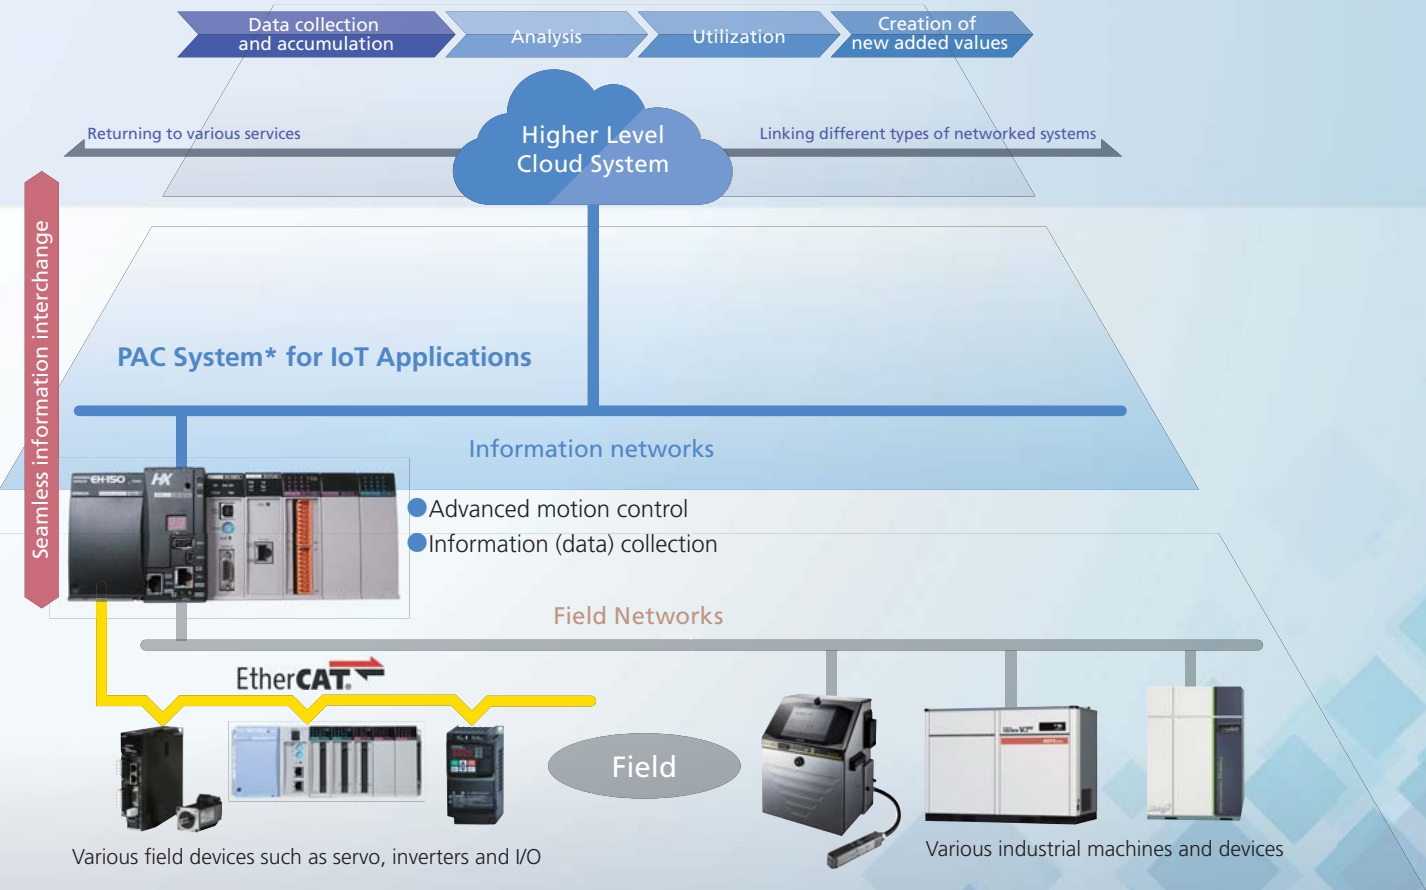 Data collection
and accumulation
Analysis
Utilization
Creation of
new added values
Higher Level
Cloud System
Returning to various services
Linking different types of networked systems
Seamless information interchange
PAC System* for IoT Applications
Information networks
EH-150
HX
Advanced motion control
Information (data) collection
Field Networks
EtherCAT
Field
Various field devices such as servo, inverters and I/O
Various industrial machines and devices